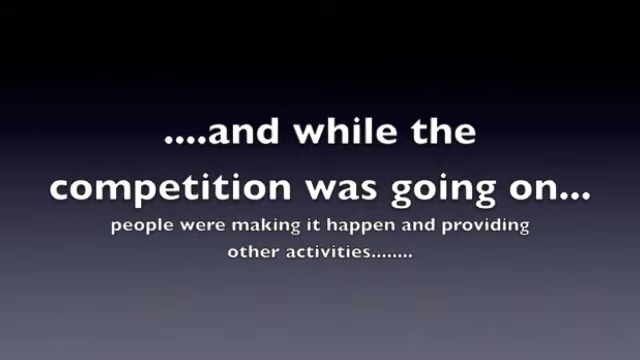 ....and while the
competition was going on...
people were making it happen and providing
other activities........